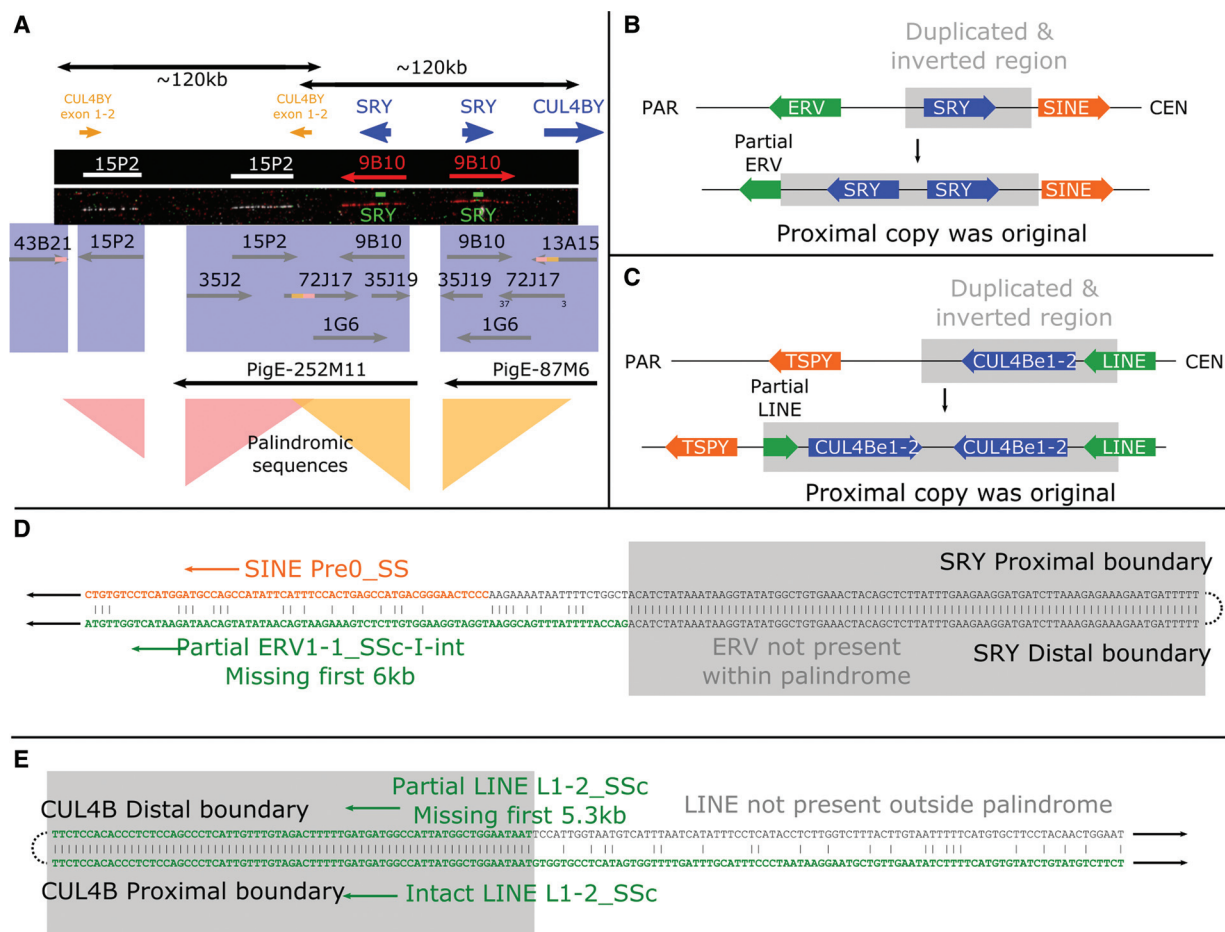 A
~120kb
~120kb
CUL4BY
exon 1-2
CUL4BY
exon 1-2
SRY
SRY
CUL4BY
15P2
15P2
9B10
9B10
SRY
SRY
43B21
15P2
15P2
9B10
9B10
13A15
35J2
72J17
35J19
35J19
72J17
37
3
1G6
1G6
PigE-252M11
PigE-87M6
Palindromic
sequences
B
Duplicated &
inverted region
PAR
ERV
SRY
SINE
CEN
Partial
ERV
SRY
SRY
SINE
Proximal copy was original
C
Duplicated &
inverted region
PAR
TSPY
CUL4Be1-2
LINE
CEN
Partial
LINE
TSPY
CUL4Be1-2
CUL4Be1-2
LINE
Proximal copy was original
D
SINE Pre0_SS
SRY Proximal boundary
CTGTGTCCTCATGGATGCCAGCCATATTCATTTCCACTGAGCCATGACGGGAACTCCCAAGAAAATAATTTTCTGGCTACATCTATAAATAAGGTATATGGCTGTGAAACTACAGCTCTTATTTGAAGAAGGATGATCTTAAAGAGAAAGAATGATTTTT
ATGTTGGTCATAAGATAACAGTATATAACAGTAAGAAAGTCTCTTGTGGAAGGTAGGTAAGGCAGTTTATTTTACCAGACATCTATAAATAAGGTATATGGCTGTGAAACTACAGCTCTTATTTGAAGAAGGATGATCTTAAAGAGAAAGAATGATTTTT
Partial ERV1-1_SSc-I-int
Missing first 6kb
ERV not present
within palindrome
SRY Distal boundary
E
CUL4B Distal boundary
Partial LINE L1-2_SSc
Missing first 5.3kb
LINE not present outside palindrome
TTCTCCACACCCTCTCCAGCCCTCATTGTTTGTAGACTTTTTGATGATGGCCATTATGGCTGGAATAATTCCATTGGTAATGTCATTTAATCATATTTCCTCATACCTCTTGGTCTTTACTTGTAATTTTTCATGTGCTTCCTACAACTGGAAT
TTCTCCACACCCTCTCCAGCCCTCATTGTTTGTAGACTTTTTGATGATGGCCATTATGGCTGGAATAATGTGGTGCCTCATAGTGGTTTTGATTTGCATTTCCCTAATAAGGAATGCTGTTGAATATCTTTTCATGTGTATCTGTATGTCTTCT
CUL4B Proximal boundary
Intact LINE L1-2_SSc